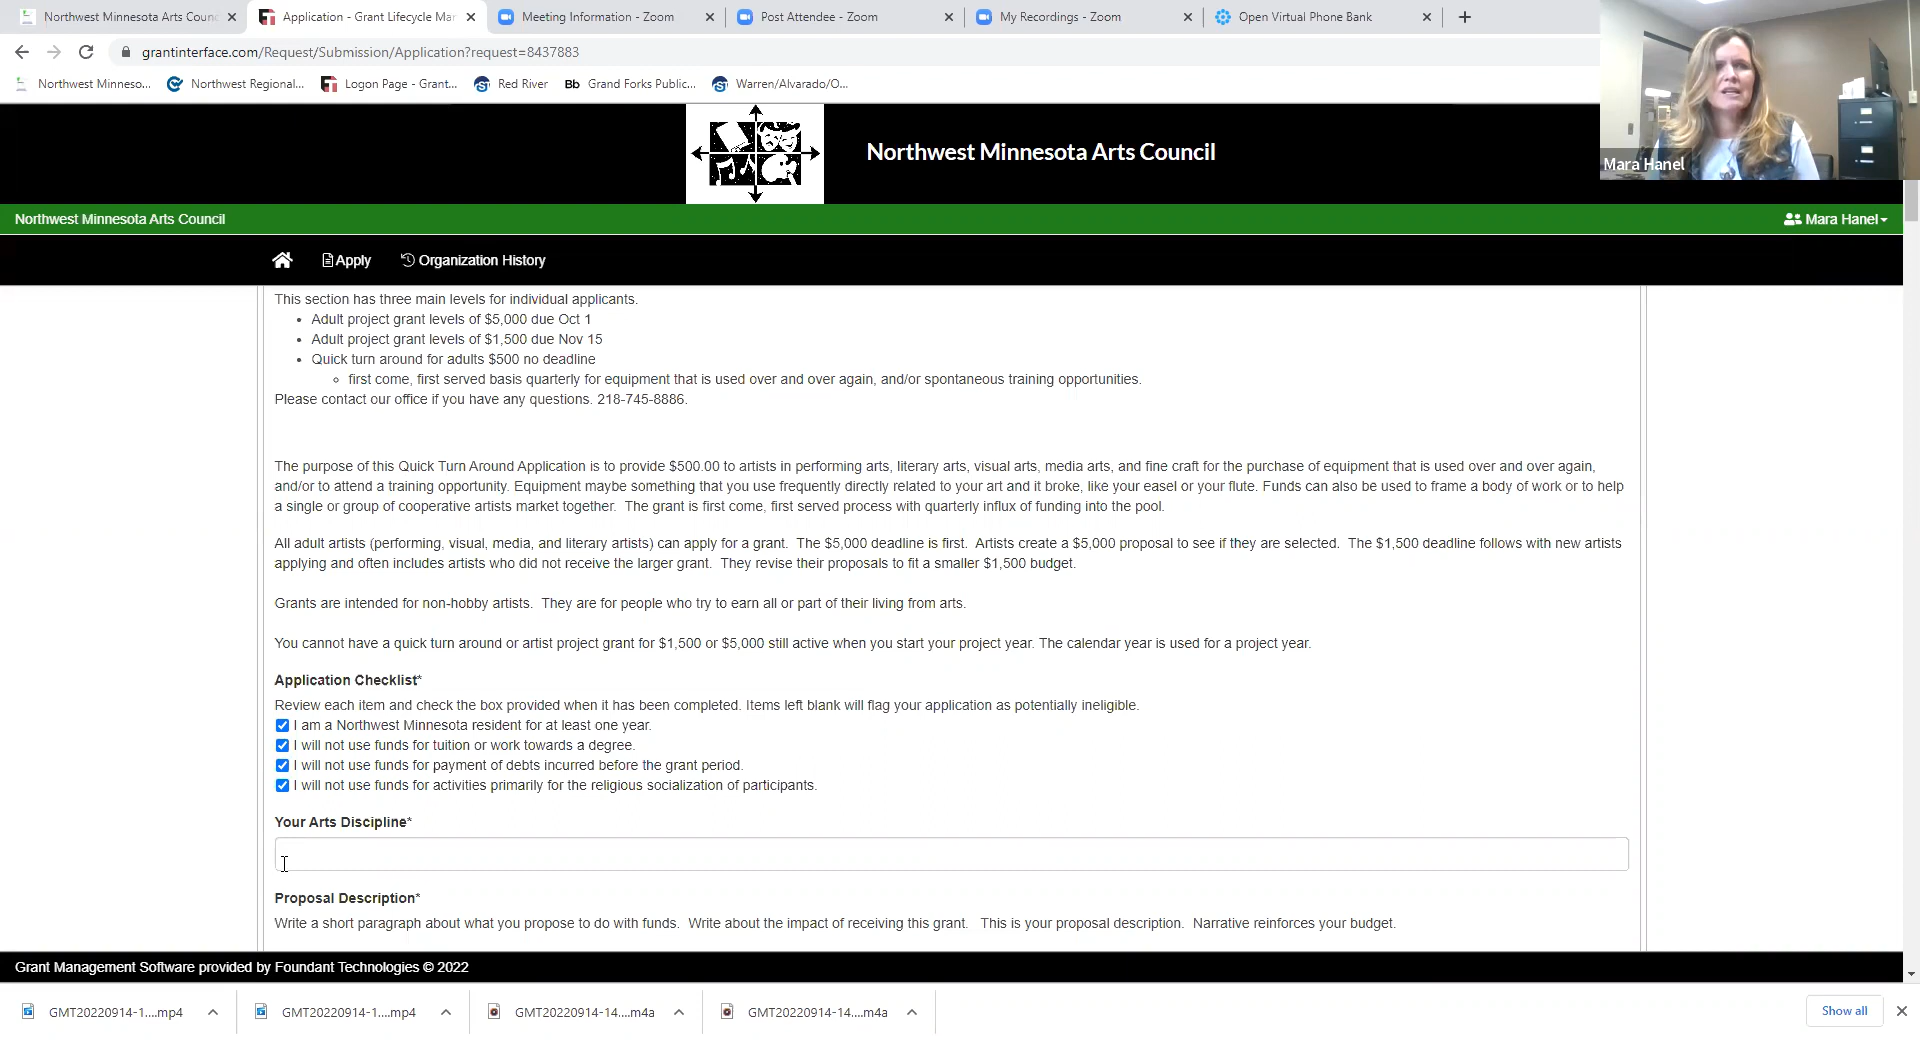 Northwest Minnesota Arts Counc
Application - Grant Lifecycle Mar
Meeting Information - Zoom
Post Attendee - Zoom
My Recordings - Zoom
Open Virtual Phone Bank
grantinterface.com/Request/Submission/Application?request=8437883
Northwest Minneso...
Northwest Regional...
Logon Page - Grant...
Red River
Bb Grand Forks Public...
Warren/Alvarado/O...
Mara Hanel
Northwest Minnesota Arts Council
Northwest Minnesota Arts Council
Mara Hanel
Apply
Organization History
This section has three main levels for individual applicants.
• Adult project grant levels of $5,000 due Oct 1
• Adult project grant levels of $1,500 due Nov 15
• Quick turn around for adults $500 no deadline
◦ first come, first served basis quarterly for equipment that is used over and over again, and/or spontaneous training opportunities.
Please contact our office if you have any questions. 218-745-8886.
The purpose of this Quick Turn Around Application is to provide $500.00 to artists in performing arts, literary arts, visual arts, media arts, and fine craft for the purchase of equipment that is used over and over again,
and/or to attend a training opportunity. Equipment maybe something that you use frequently directly related to your art and it broke, like your easel or your flute. Funds can also be used to frame a body of work or to help
a single or group of cooperative artists market together. The grant is first come, first served process with quarterly influx of funding into the pool.
All adult artists (performing, visual, media, and literary artists) can apply for a grant. The $5,000 deadline is first. Artists create a $5,000 proposal to see if they are selected. The $1,500 deadline follows with new artists
applying and often includes artists who did not receive the larger grant. They revise their proposals to fit a smaller $1,500 budget.
Grants are intended for non-hobby artists. They are for people who try to earn all or part of their living from arts.
You cannot have a quick turn around or artist project grant for $1,500 or $5,000 still active when you start your project year. The calendar year is used for a project year.
Application Checklist*
Review each item and check the box provided when it has been completed. Items left blank will flag your application as potentially ineligible.
I am a Northwest Minnesota resident for at least one year.
I will not use funds for tuition or work towards a degree.
I will not use funds for payment of debts incurred before the grant period.
I will not use funds for activities primarily for the religious socialization of participants.
Your Arts Discipline*
Proposal Description*
Write a short paragraph about what you propose to do with funds. Write about the impact of receiving this grant. This is your proposal description. Narrative reinforces your budget.
Grant Management Software provided by Foundant Technologies © 2022
GMT20220914-1....mp4
GMT20220914-1....mp4
GMT20220914-14....m4a
GMT20220914-14....m4a
Show all